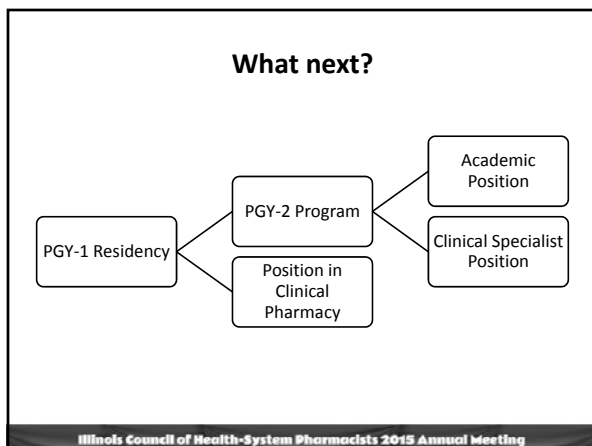 What next?
PGY-1 Residency
PGY-2 Program
Position in
Clinical
Pharmacy
Academic
Position
Clinical Specialist
Position
Illinois Council of Health-System Pharmacists 2015 Annual Meeting